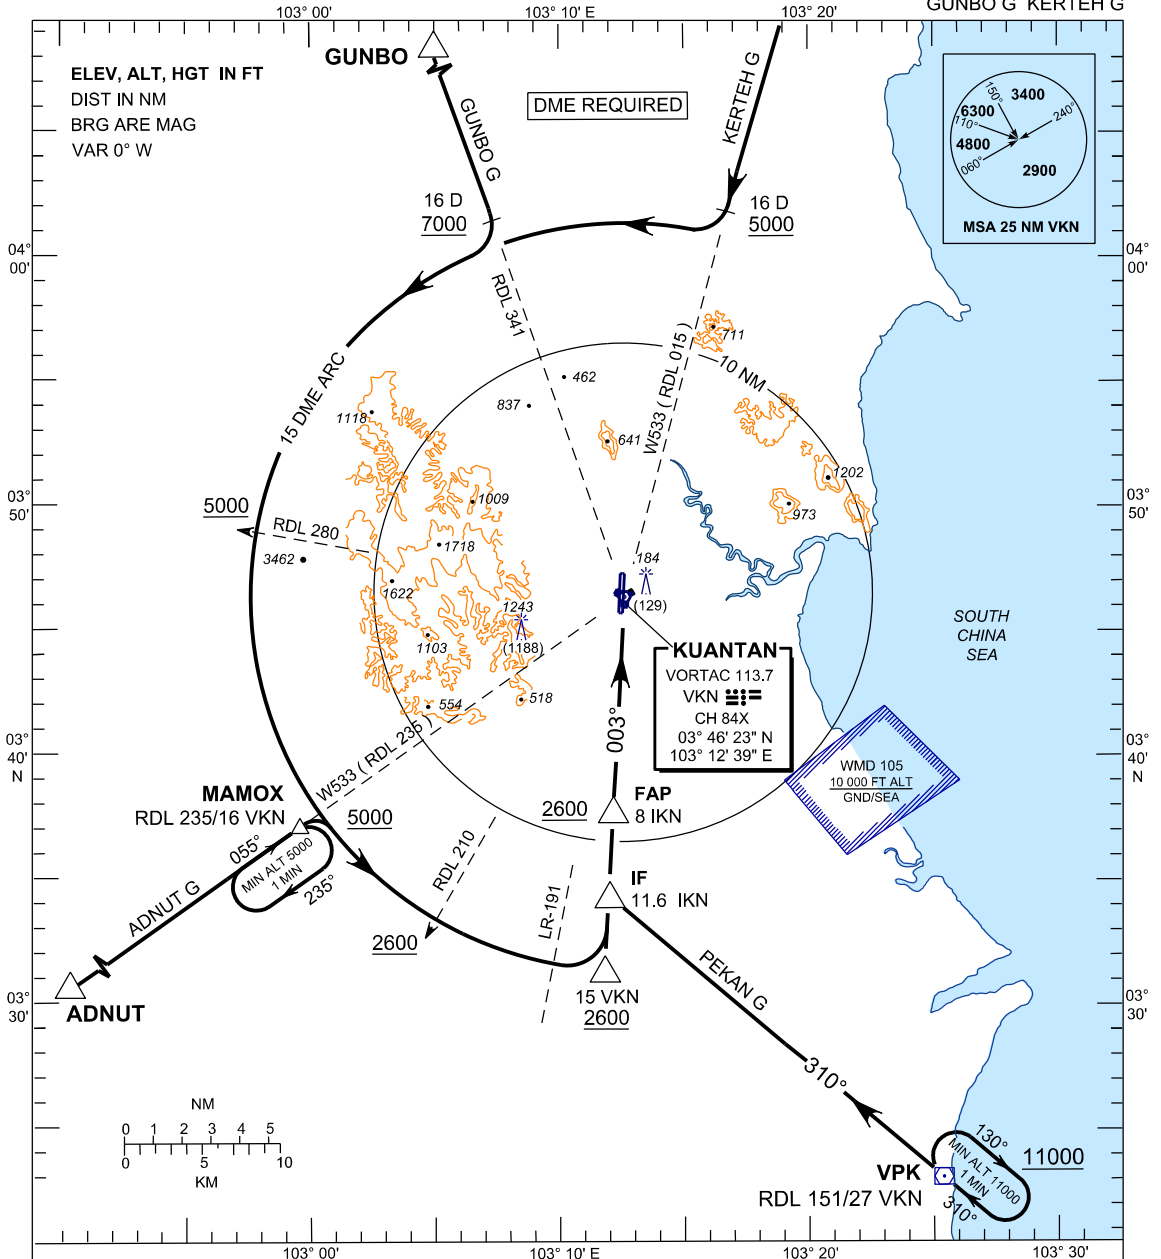 GUNBO G KERTEH G
103° 00'
103° 10' E
103° 20'
GUNBO
ELEV, ALT, HGT IN FT
DIST IN NM
BRG ARE MAG
VAR 0° W
DME REQUIRED
GUNBO G
KERTEH G
150°
3400
240°
6300
110°
4800
060°
2900
MSA 25 NM VKN
16 D
7000
16 D
5000
04°
00'
04°
00'
RDL 341
W533 ( RDL 015 )
711
10 NM
15 DME ARC
462
837
1118
641
1202
973
1009
03°
50'
03°
50'
5000
RDL 280
3462
1718
1622
184
(129)
1243
(1188)
1103
554
518
SOUTH
CHINA
SEA
KUANTAN
VORTAC 113.7
VKN
CH 84X
03° 46' 23" N
103° 12' 39" E
003°
W533 ( RDL 235 )
03°
40'
N
03°
40'
N
WMD 105
10 000 FT ALT
GND/SEA
MAMOX
RDL 235/16 VKN
5000
2600
FAP
8 IKN
055°
MIN ALT 5000
1 MIN
235°
RDL 210
LR-191
IF
11.6 IKN
ADNUT G
2600
PEKAN G
ADNUT
15 VKN
2600
03°
30'
03°
30'
310°
NM
0 1 2 3 4 5
0 5 10
KM
130°
MIN ALT 11000
1 MIN
310°
11000
VPK
RDL 151/27 VKN
103° 00'
103° 10' E
103° 20'
103° 30'